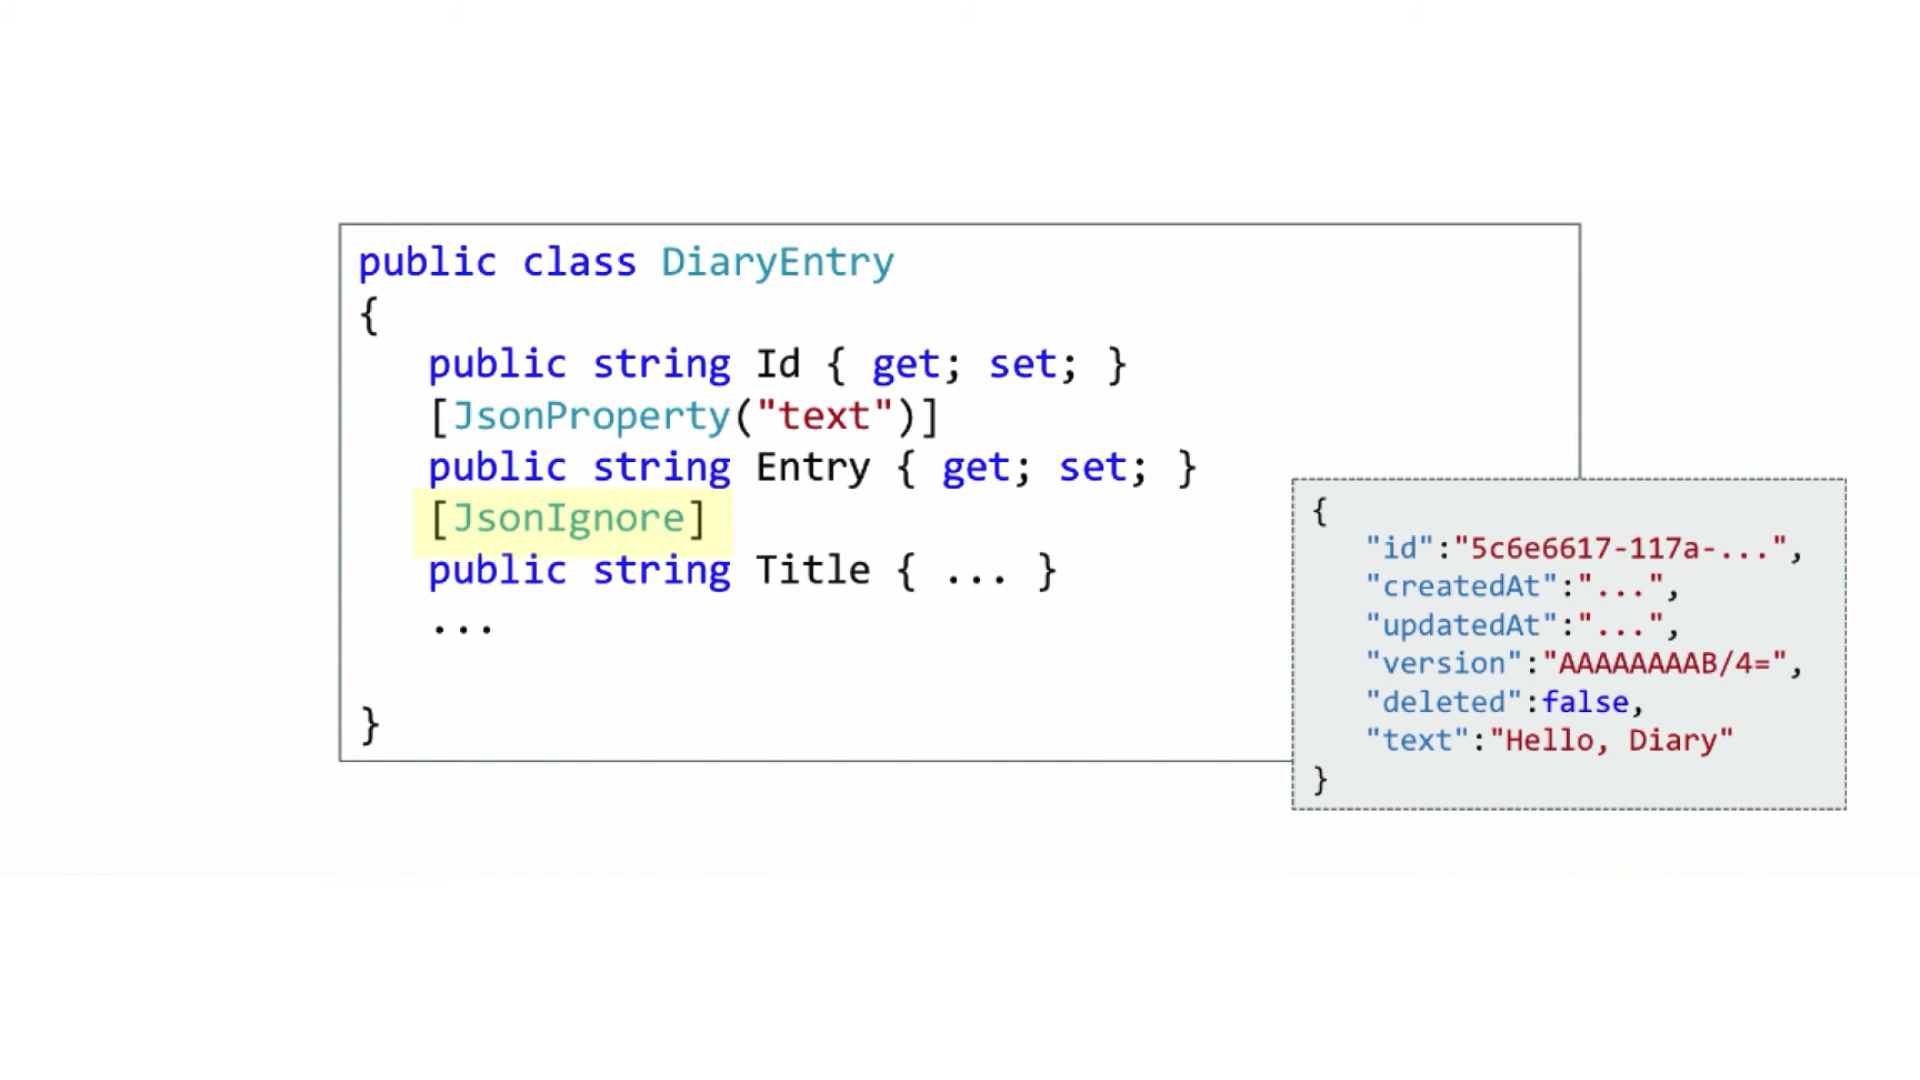 public class DiaryEntry
{
public string Id { get; set; }
[JsonProperty("text")]
public string Entry { get; set; }
[JsonIgnore]
public string Title { ... }
...
}
{
"id":"5c6e6617-117a-...",
"createdAt":"...",
"updatedAt":"...",
"version":"AAAAAAAAB/4=",
"deleted":false,
"text":"Hello, Diary"
}